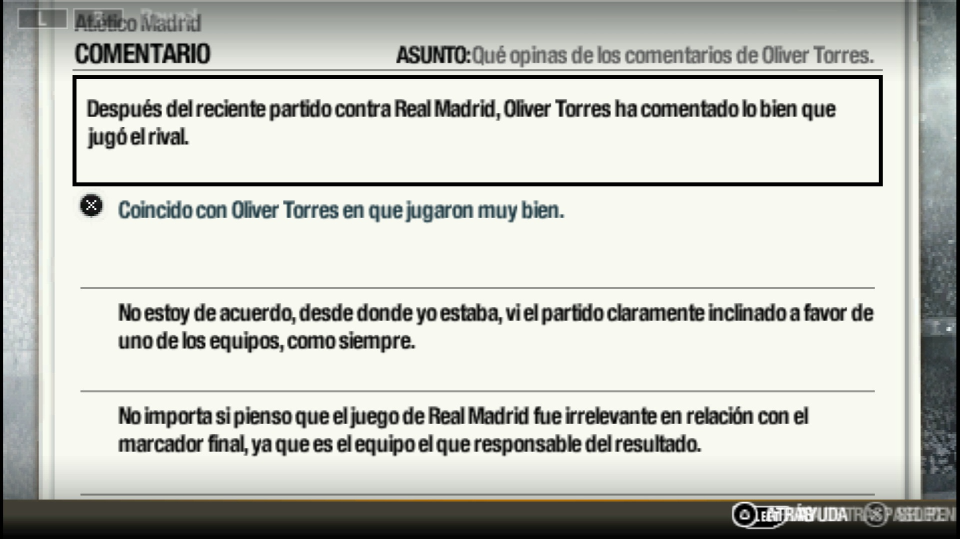 L
Atlético Madrid
COMENTARIO
ASUNTO: Qué opinas de los comentarios de Oliver Torres.
Después del reciente partido contra Real Madrid, Oliver Torres ha comentado lo bien que
jugó el rival.
Coincido con Oliver Torres en que jugaron muy bien.
No estoy de acuerdo, desde donde yo estaba, vi el partido claramente inclinado a favor de
uno de los equipos, como siempre.
No importa si pienso que el juego de Real Madrid fue irrelevante en relación con el
marcador final, ya que es el equipo el que responsable del resultado.
ATRÁS AYUDA